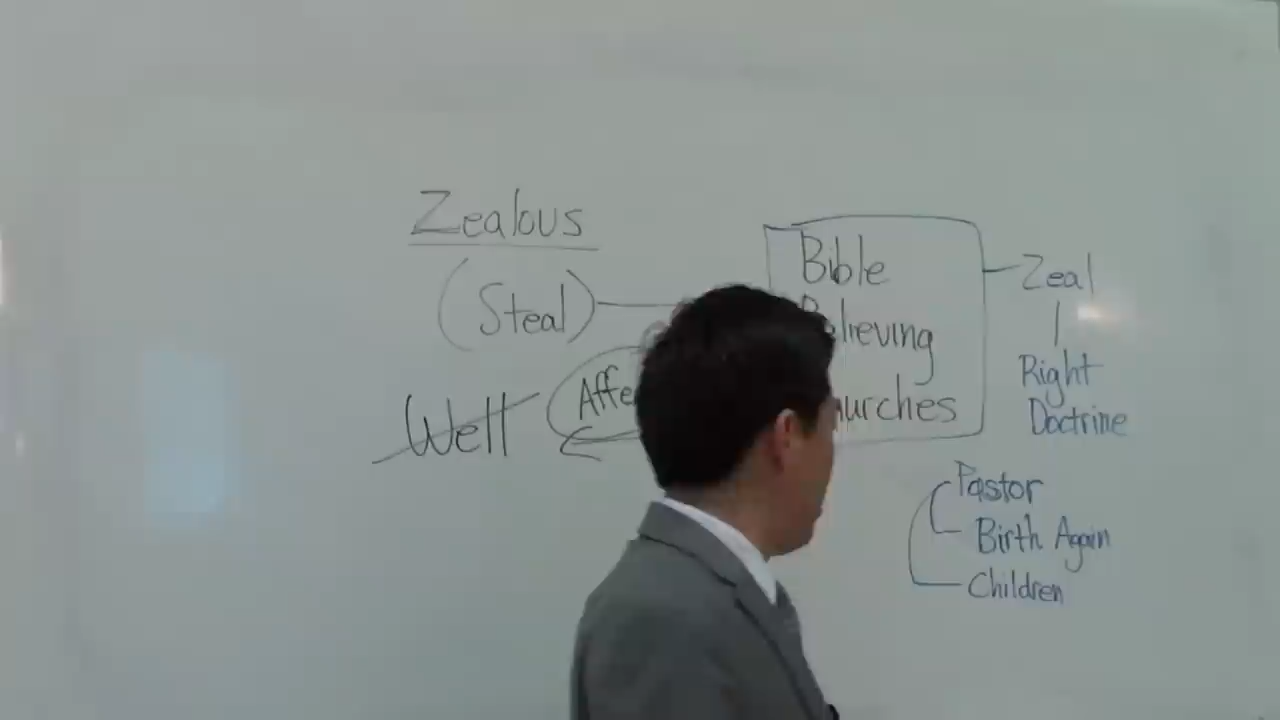 Zealous
(Steal)
Well
Bible
Zeal
Right
Doctrine
Pastor
Birth Again
Children